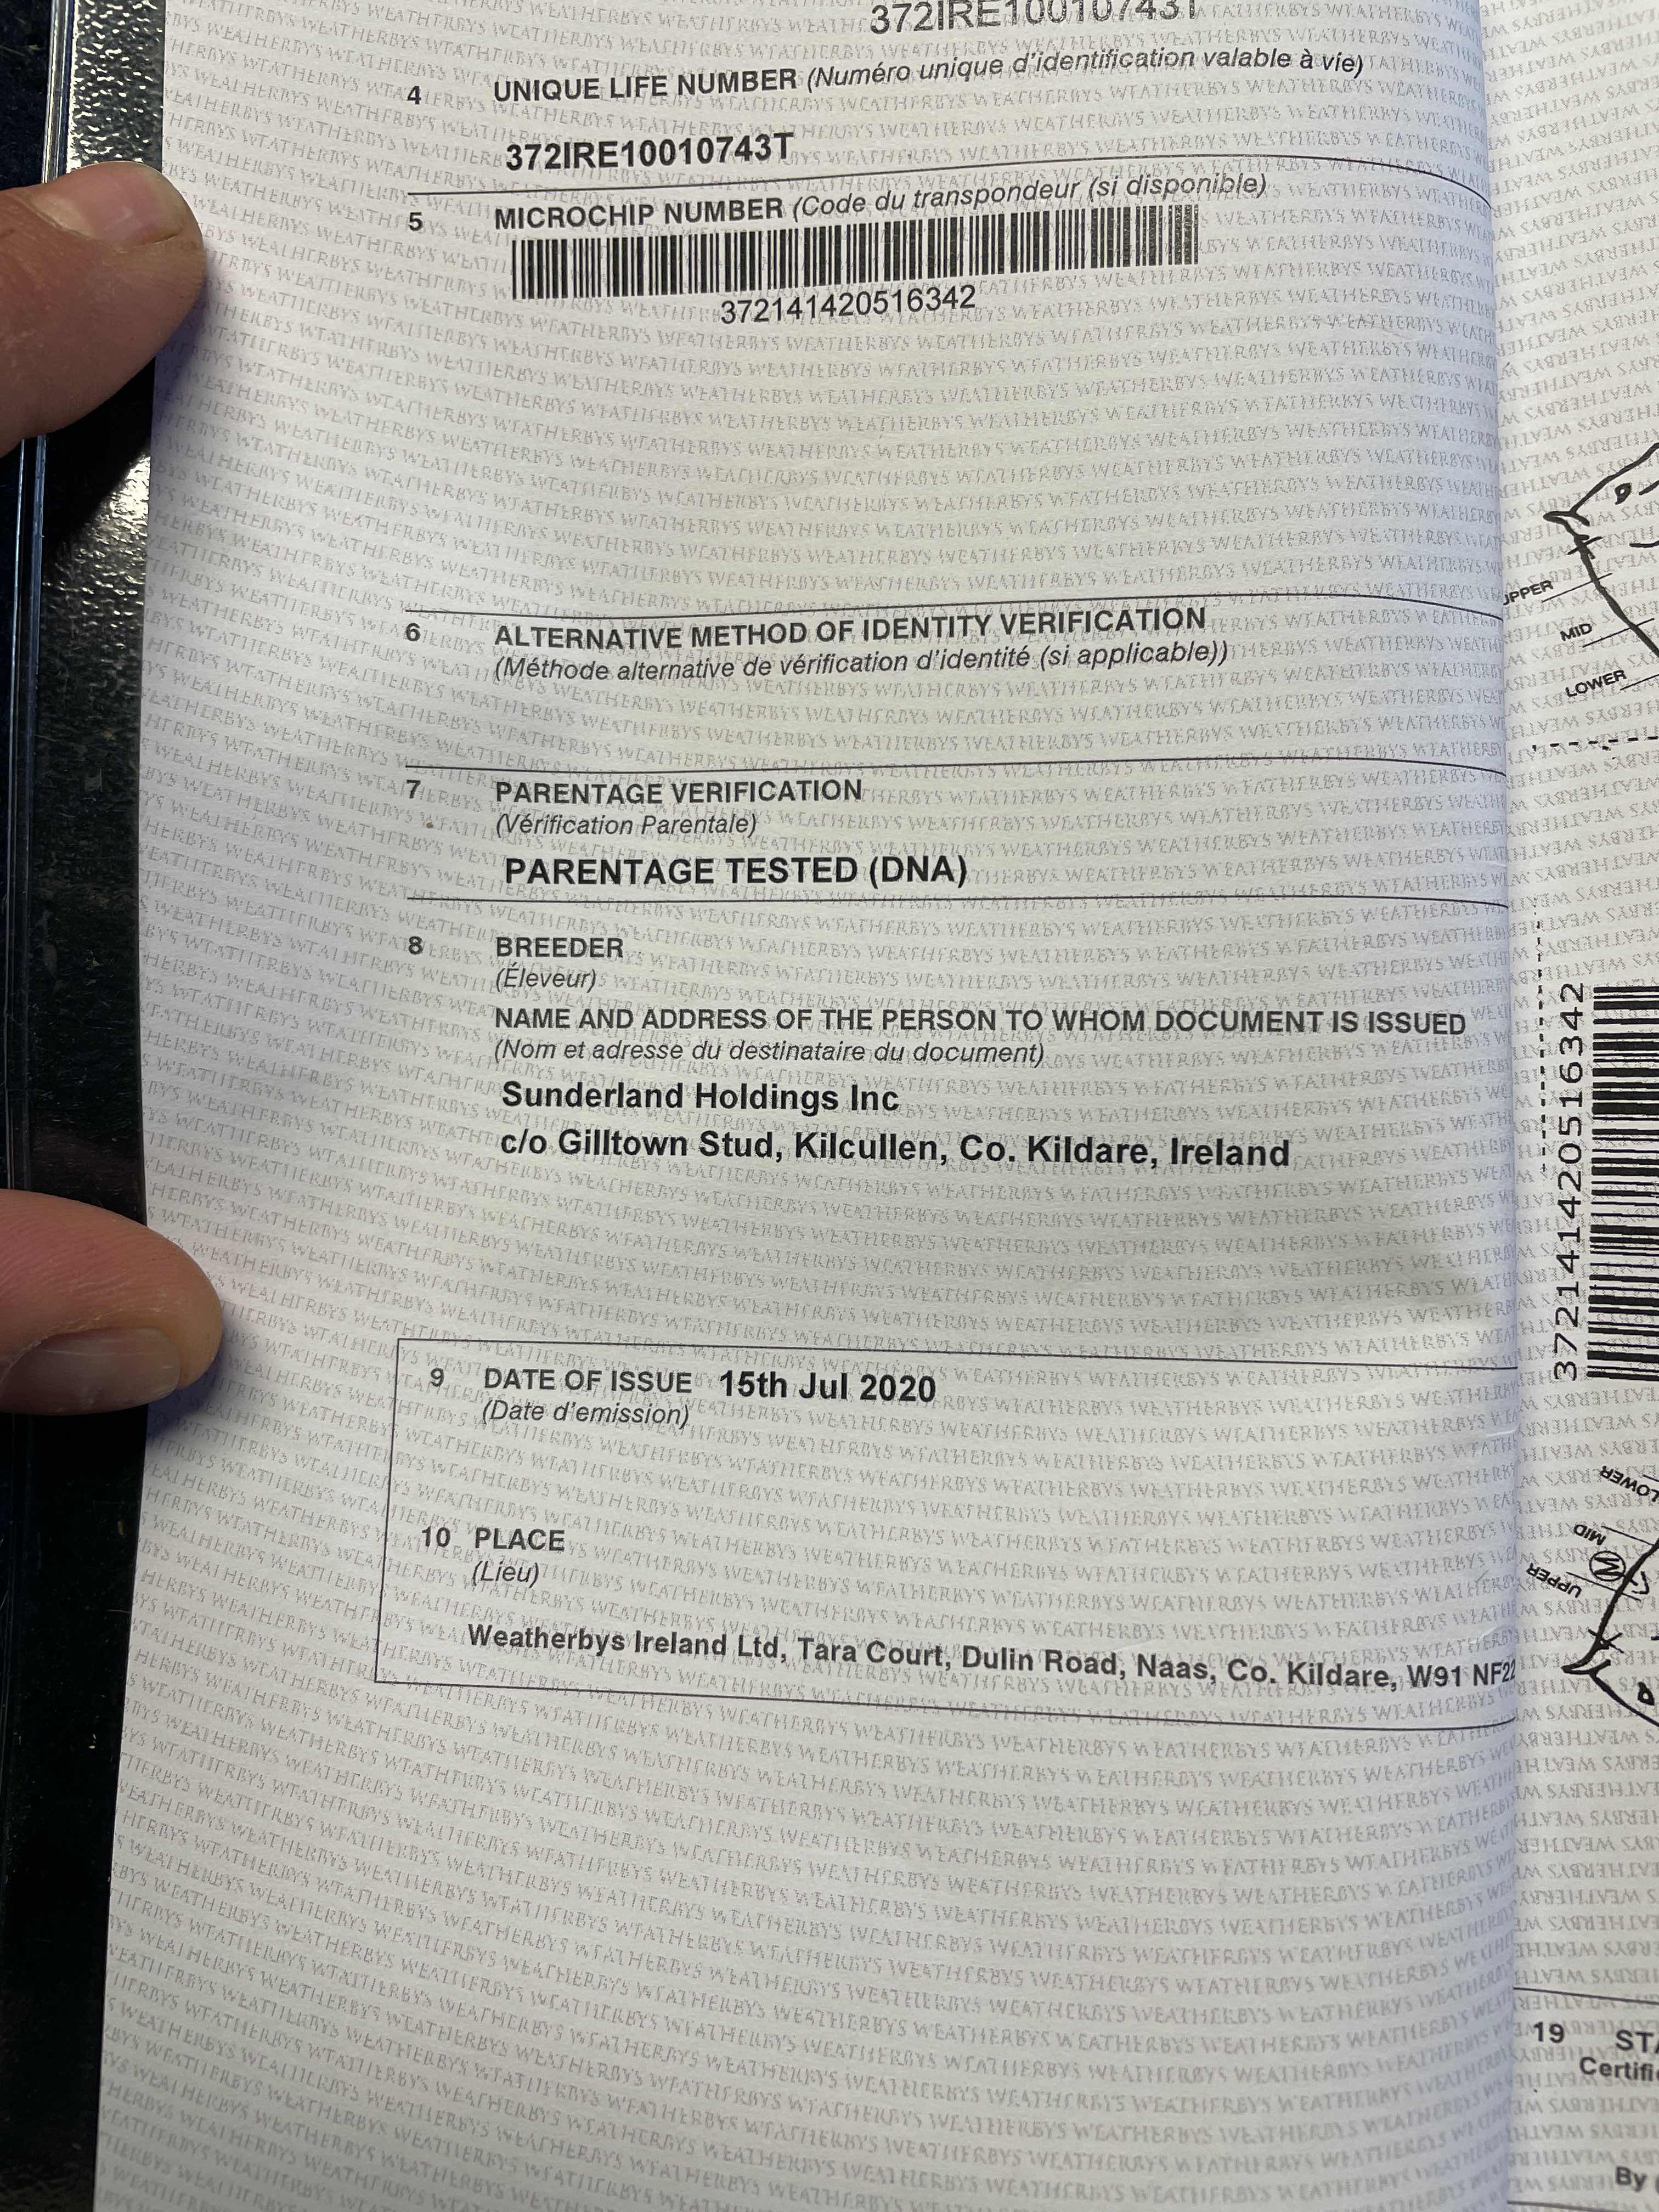 372IRE10010743T
4 UNIQUE LIFE NUMBER (Numéro unique d'identification valable à vie)
372IRE10010743T
5 MICROCHIP NUMBER (Code du transpondeur (si disponible)
372141420516342
6 ALTERNATIVE METHOD OF IDENTITY VERIFICATION
(Méthode alternative de vérification d'identité (si applicable))
7 PARENTAGE VERIFICATION
(Vérification Parentale)
PARENTAGE TESTED (DNA)
8 BREEDER
(Éleveur)
NAME AND ADDRESS OF THE PERSON TO WHOM DOCUMENT IS ISSUED
(Nom et adresse du destinataire du document)
Sunderland Holdings Inc
c/o Gilltown Stud, Kilcullen, Co. Kildare, Ireland
9 DATE OF ISSUE 15th Jul 2020
(Date d'emission)
10 PLACE
(Lieu)
Weatherbys Ireland Ltd, Tara Court, Dulin Road, Naas, Co. Kildare, W91 NF22
UPPER
MID
LOWER
372141420516342
LOWER
MID
W
UPPER
19
Certifi
By